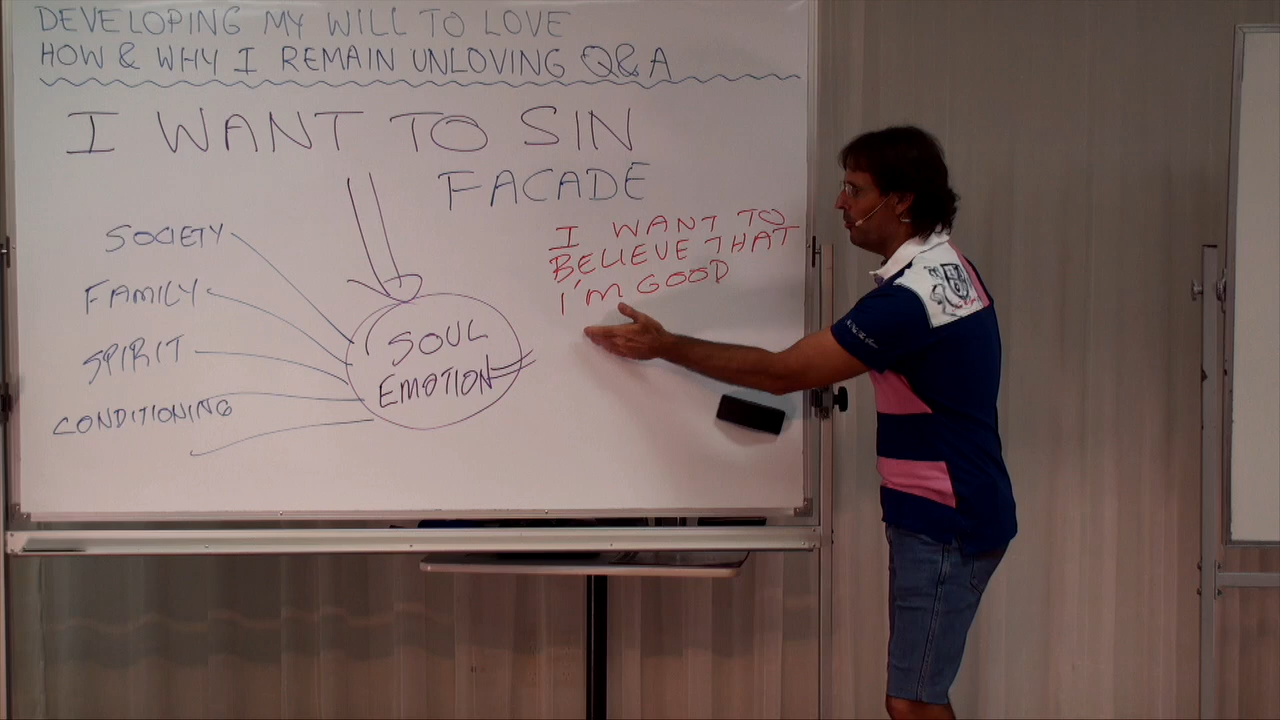 DEVELOPING MY WILL TO LOVE
HOW & WHY I REMAIN UNLOVING Q&A
I WANT TO SIN
FACADE
I WANT TO
BELIEVE THAT
I'M GOOD
SOCIETY
FAMILY
SPIRIT
CONDITIONING
SOUL
EMOTION